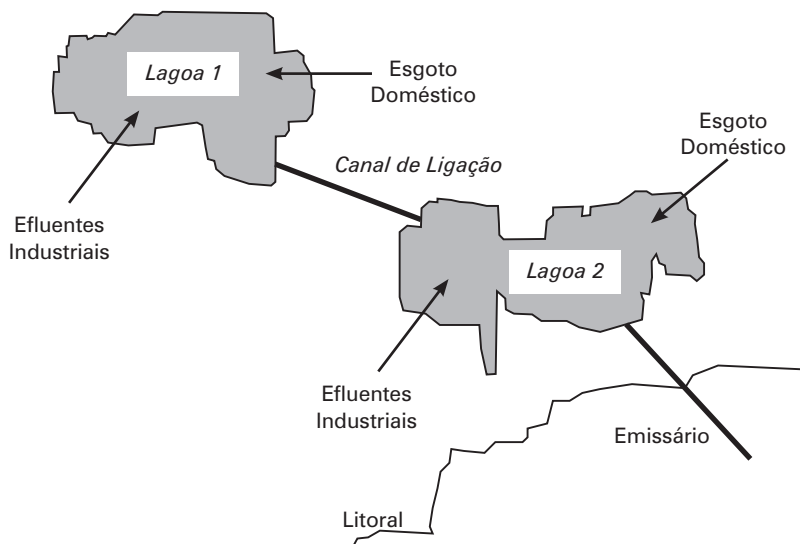 Lagoa 1
Esgoto
Doméstico
Esgoto
Doméstico
Canal de Ligação
Efluentes
Industriais
Lagoa 2
Efluentes
Industriais
Emissário
Litoral